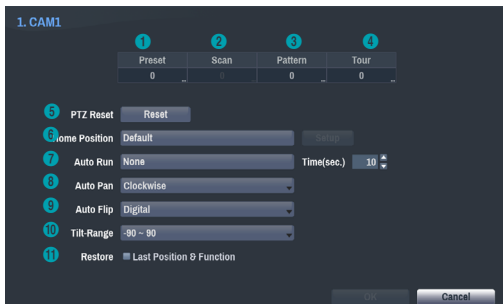 1. CAM1
1 2 3 4
Preset Scan Pattern Tour
0 0 0 0
5 PTZ Reset Reset
6 ome Position Default Setup
7 Auto Run None Time(sec.) 10
8 Auto Pan Clockwise
9 Auto Flip Digital
10 Tilt-Range -90 ~ 90
11 Restore Last Position & Function
OK Cancel